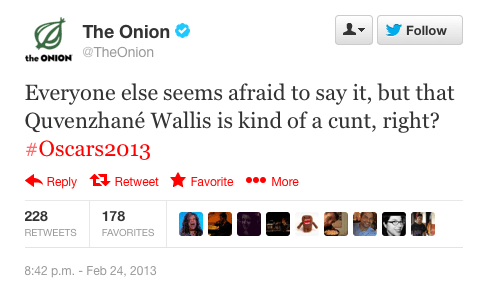 The Onion
Follow
the ONION
@TheOnion
Everyone else seems afraid to say it, but that
Quvenzhané Wallis is kind of a cunt, right?
#Oscars2013
Reply Retweet Favorite More
228 178
RETWEETS FAVORITES
8:42 p.m. - Feb 24, 2013